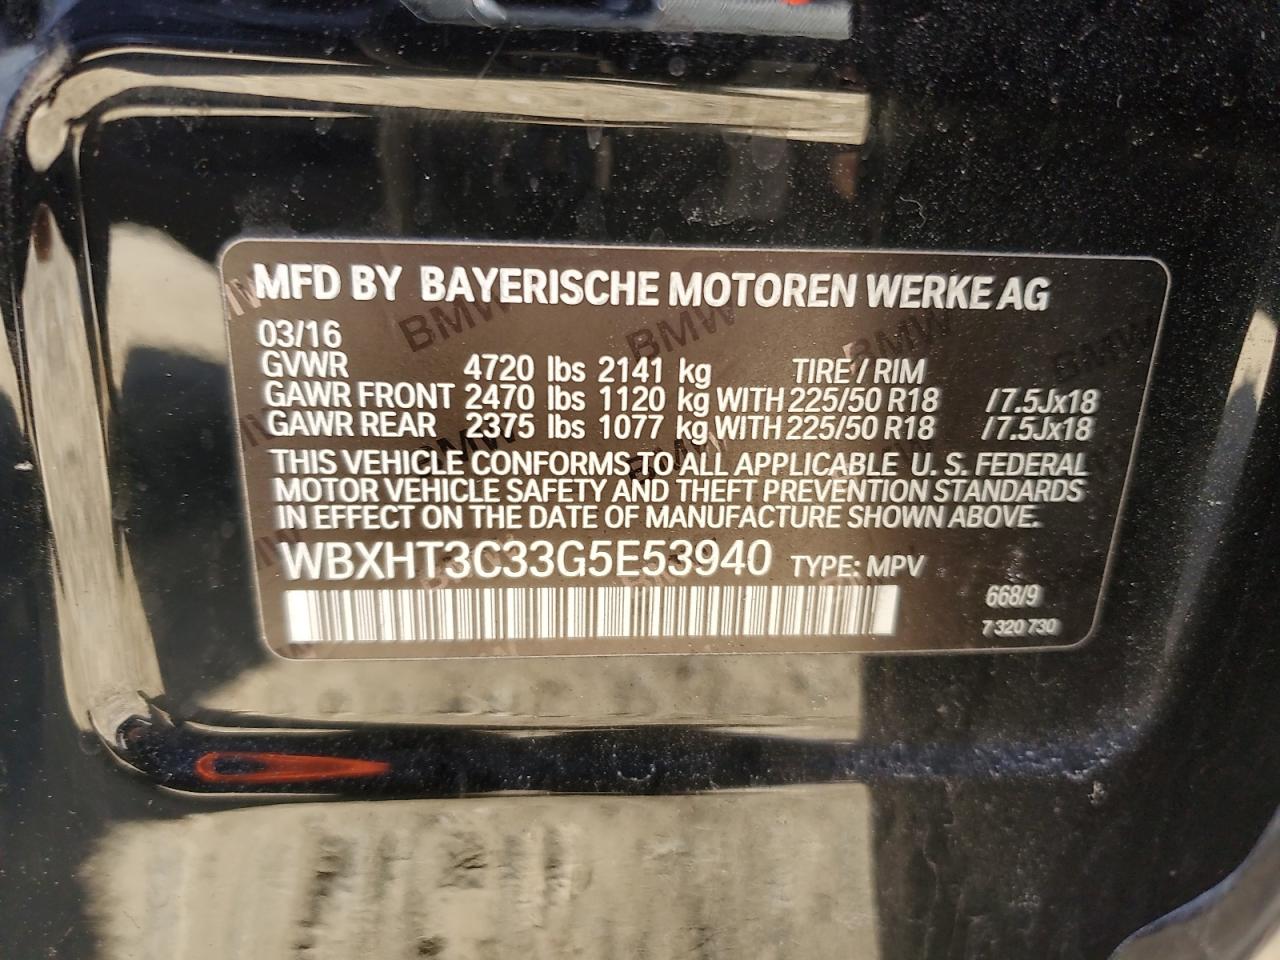 MFD BY BAYERISCHE MOTOREN WERKE AG
03/16
GVWR 4720 lbs 2141 kg TIRE / RIM
GAWR FRONT 2470 lbs 1120 kg WITH 225/50 R18 / 7.5Jx18
GAWR REAR 2375 lbs 1077 kg WITH 225/50 R18 / 7.5Jx18
THIS VEHICLE CONFORMS TO ALL APPLICABLE U. S. FEDERAL
MOTOR VEHICLE SAFETY AND THEFT PREVENTION STANDARDS
IN EFFECT ON THE DATE OF MANUFACTURE SHOWN ABOVE.
WBXHT3C33G5E53940 TYPE: MPV
668/9
7 320 730